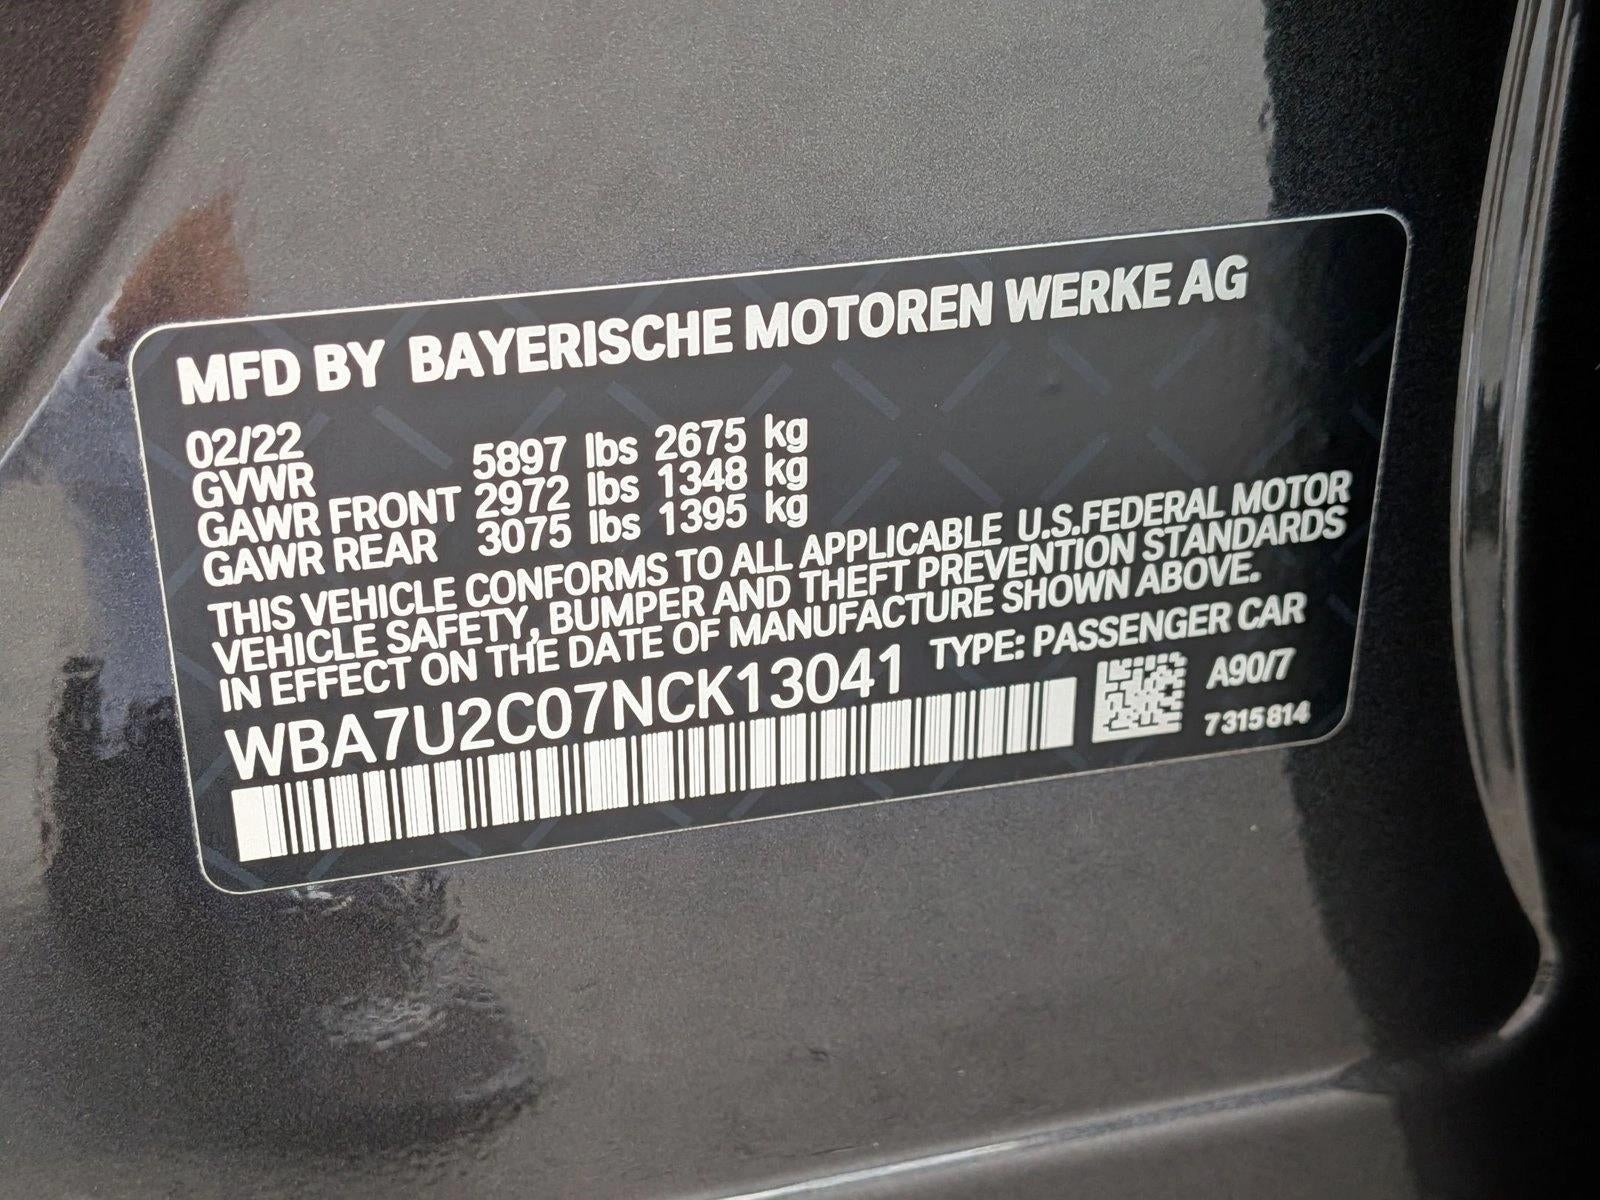 MFD BY BAYERISCHE MOTOREN WERKE AG
02/22
GVWR 5897 lbs 2675 kg
GAWR FRONT 2972 lbs 1348 kg
GAWR REAR 3075 lbs 1395 kg
THIS VEHICLE CONFORMS TO ALL APPLICABLE U.S.FEDERAL MOTOR
VEHICLE SAFETY, BUMPER AND THEFT PREVENTION STANDARDS
IN EFFECT ON THE DATE OF MANUFACTURE SHOWN ABOVE.
WBA7U2C07NCK13041 TYPE: PASSENGER CAR
A90/7
7 315 814